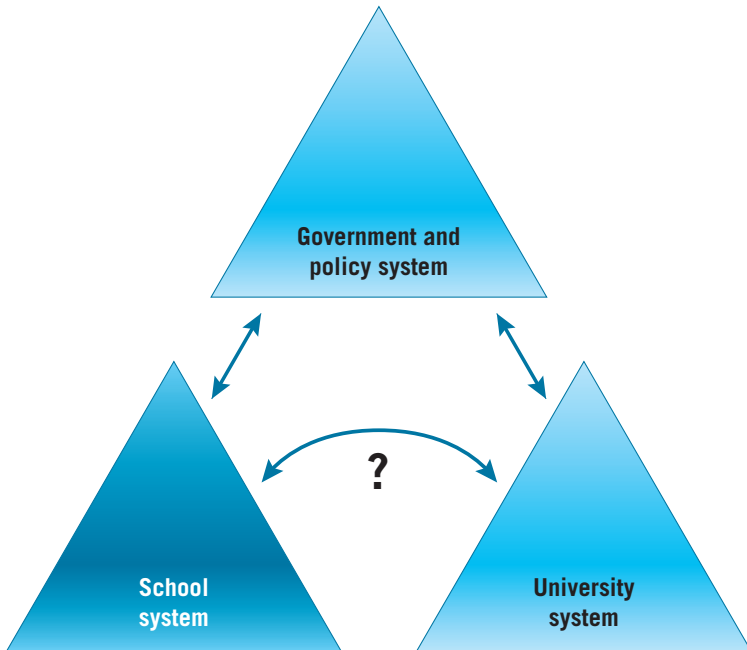 Government and
policy system
?
School
system
University
system